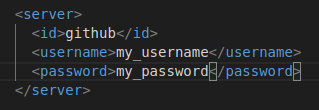 <server>
<id>github</id>
<username>my_username</username>
<password>my_password</password>
</server>